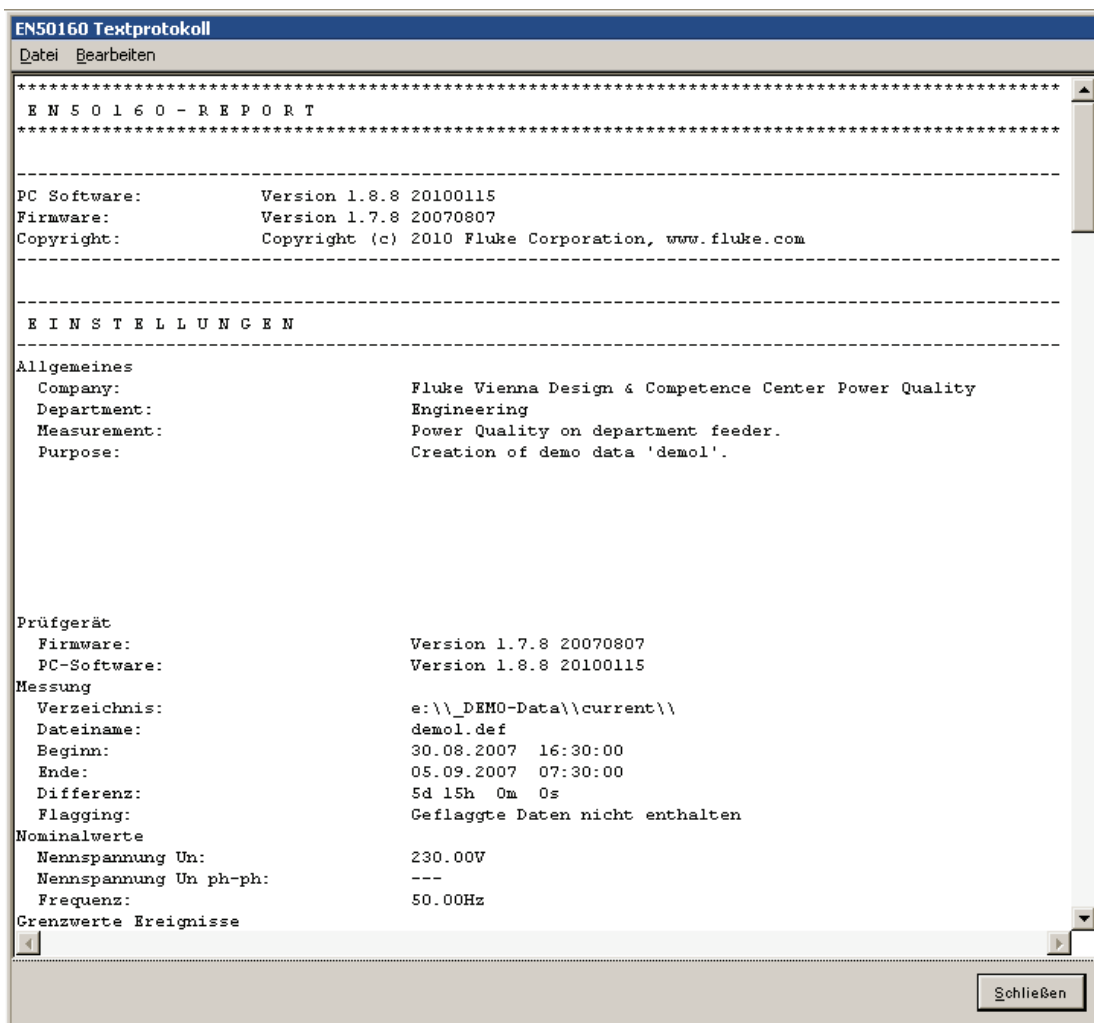 EN50160 Textprotokoll
Datei Bearbeiten
**************************************************************************************************
E N 5 0 1 6 0 - R E P O R T
**************************************************************************************************
--------------------------------------------------------------------------------------------------
PC Software: Version 1.8.8 20100115
Firmware: Version 1.7.8 20070807
Copyright: Copyright (c) 2010 Fluke Corporation, www.fluke.com
--------------------------------------------------------------------------------------------------
--------------------------------------------------------------------------------------------------
E I N S T E L L U N G E N
--------------------------------------------------------------------------------------------------
Allgemeines
Company: Fluke Vienna Design & Competence Center Power Quality
Department: Engineering
Measurement: Power Quality on department feeder.
Purpose: Creation of demo data 'demo1'.
Prüfgerät
Firmware: Version 1.7.8 20070807
PC-Software: Version 1.8.8 20100115
Messung
Verzeichnis: e:\\_DEMO-Data\\current\\
Dateiname: demo1.def
Beginn: 30.08.2007 16:30:00
Ende: 05.09.2007 07:30:00
Differenz: 5d 15h 0m 0s
Flagging: Geflaggte Daten nicht enthalten
Nominalwerte
Nennspannung Un: 230.00V
Nennspannung Un ph-ph: ---
Frequenz: 50.00Hz
Grenzwerte Ereignisse
Schließen